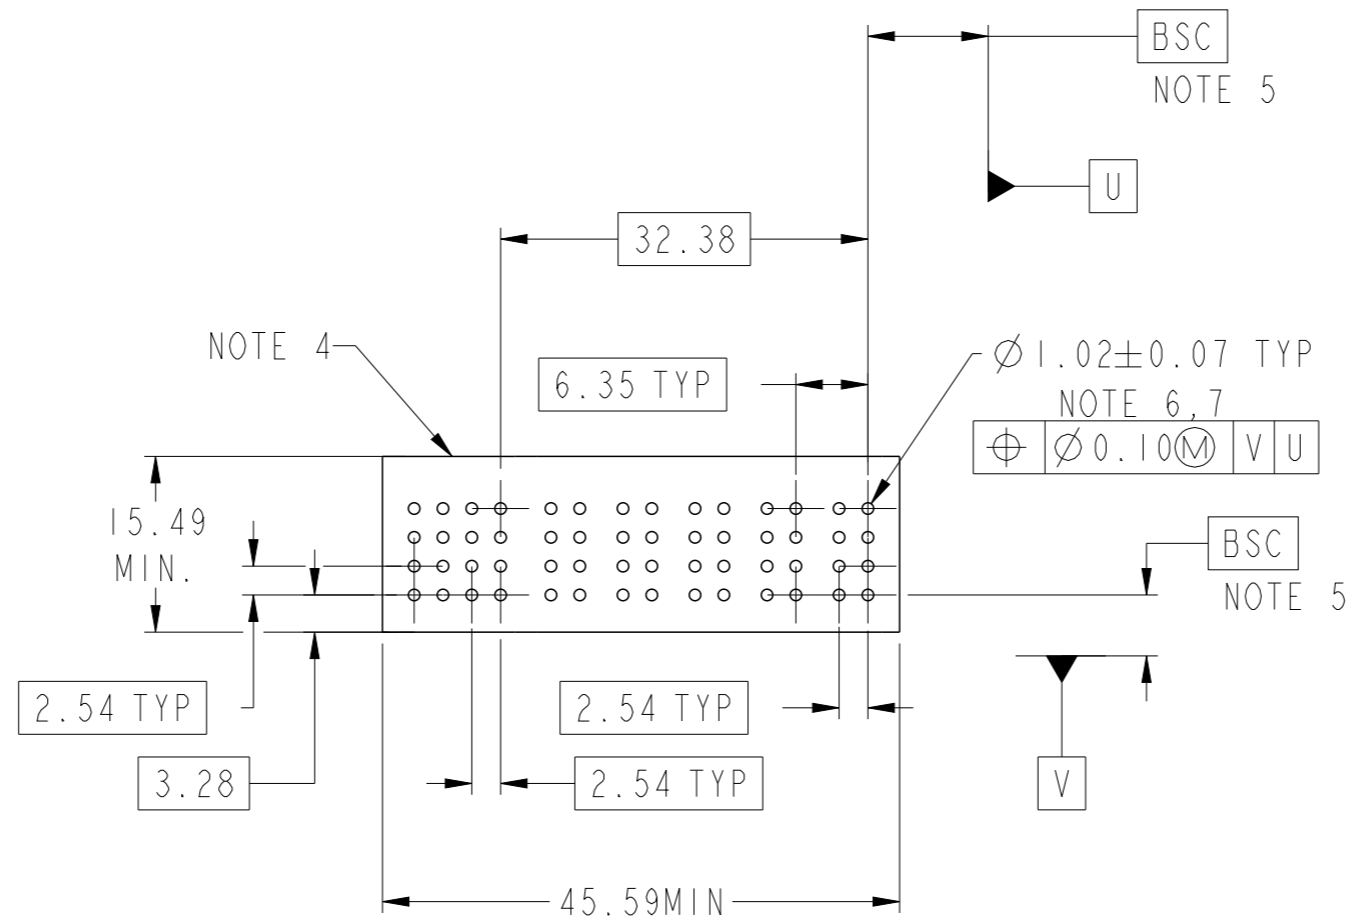 BSC
NOTE 5
U
32.38
NOTE 4
6.35 TYP
Ø1.02±0.07 TYP
NOTE 6,7
⌖ Ø0.10Ⓜ V U
15.49
MIN.
BSC
NOTE 5
2.54 TYP
2.54 TYP
3.28
2.54 TYP
V
45.59MIN